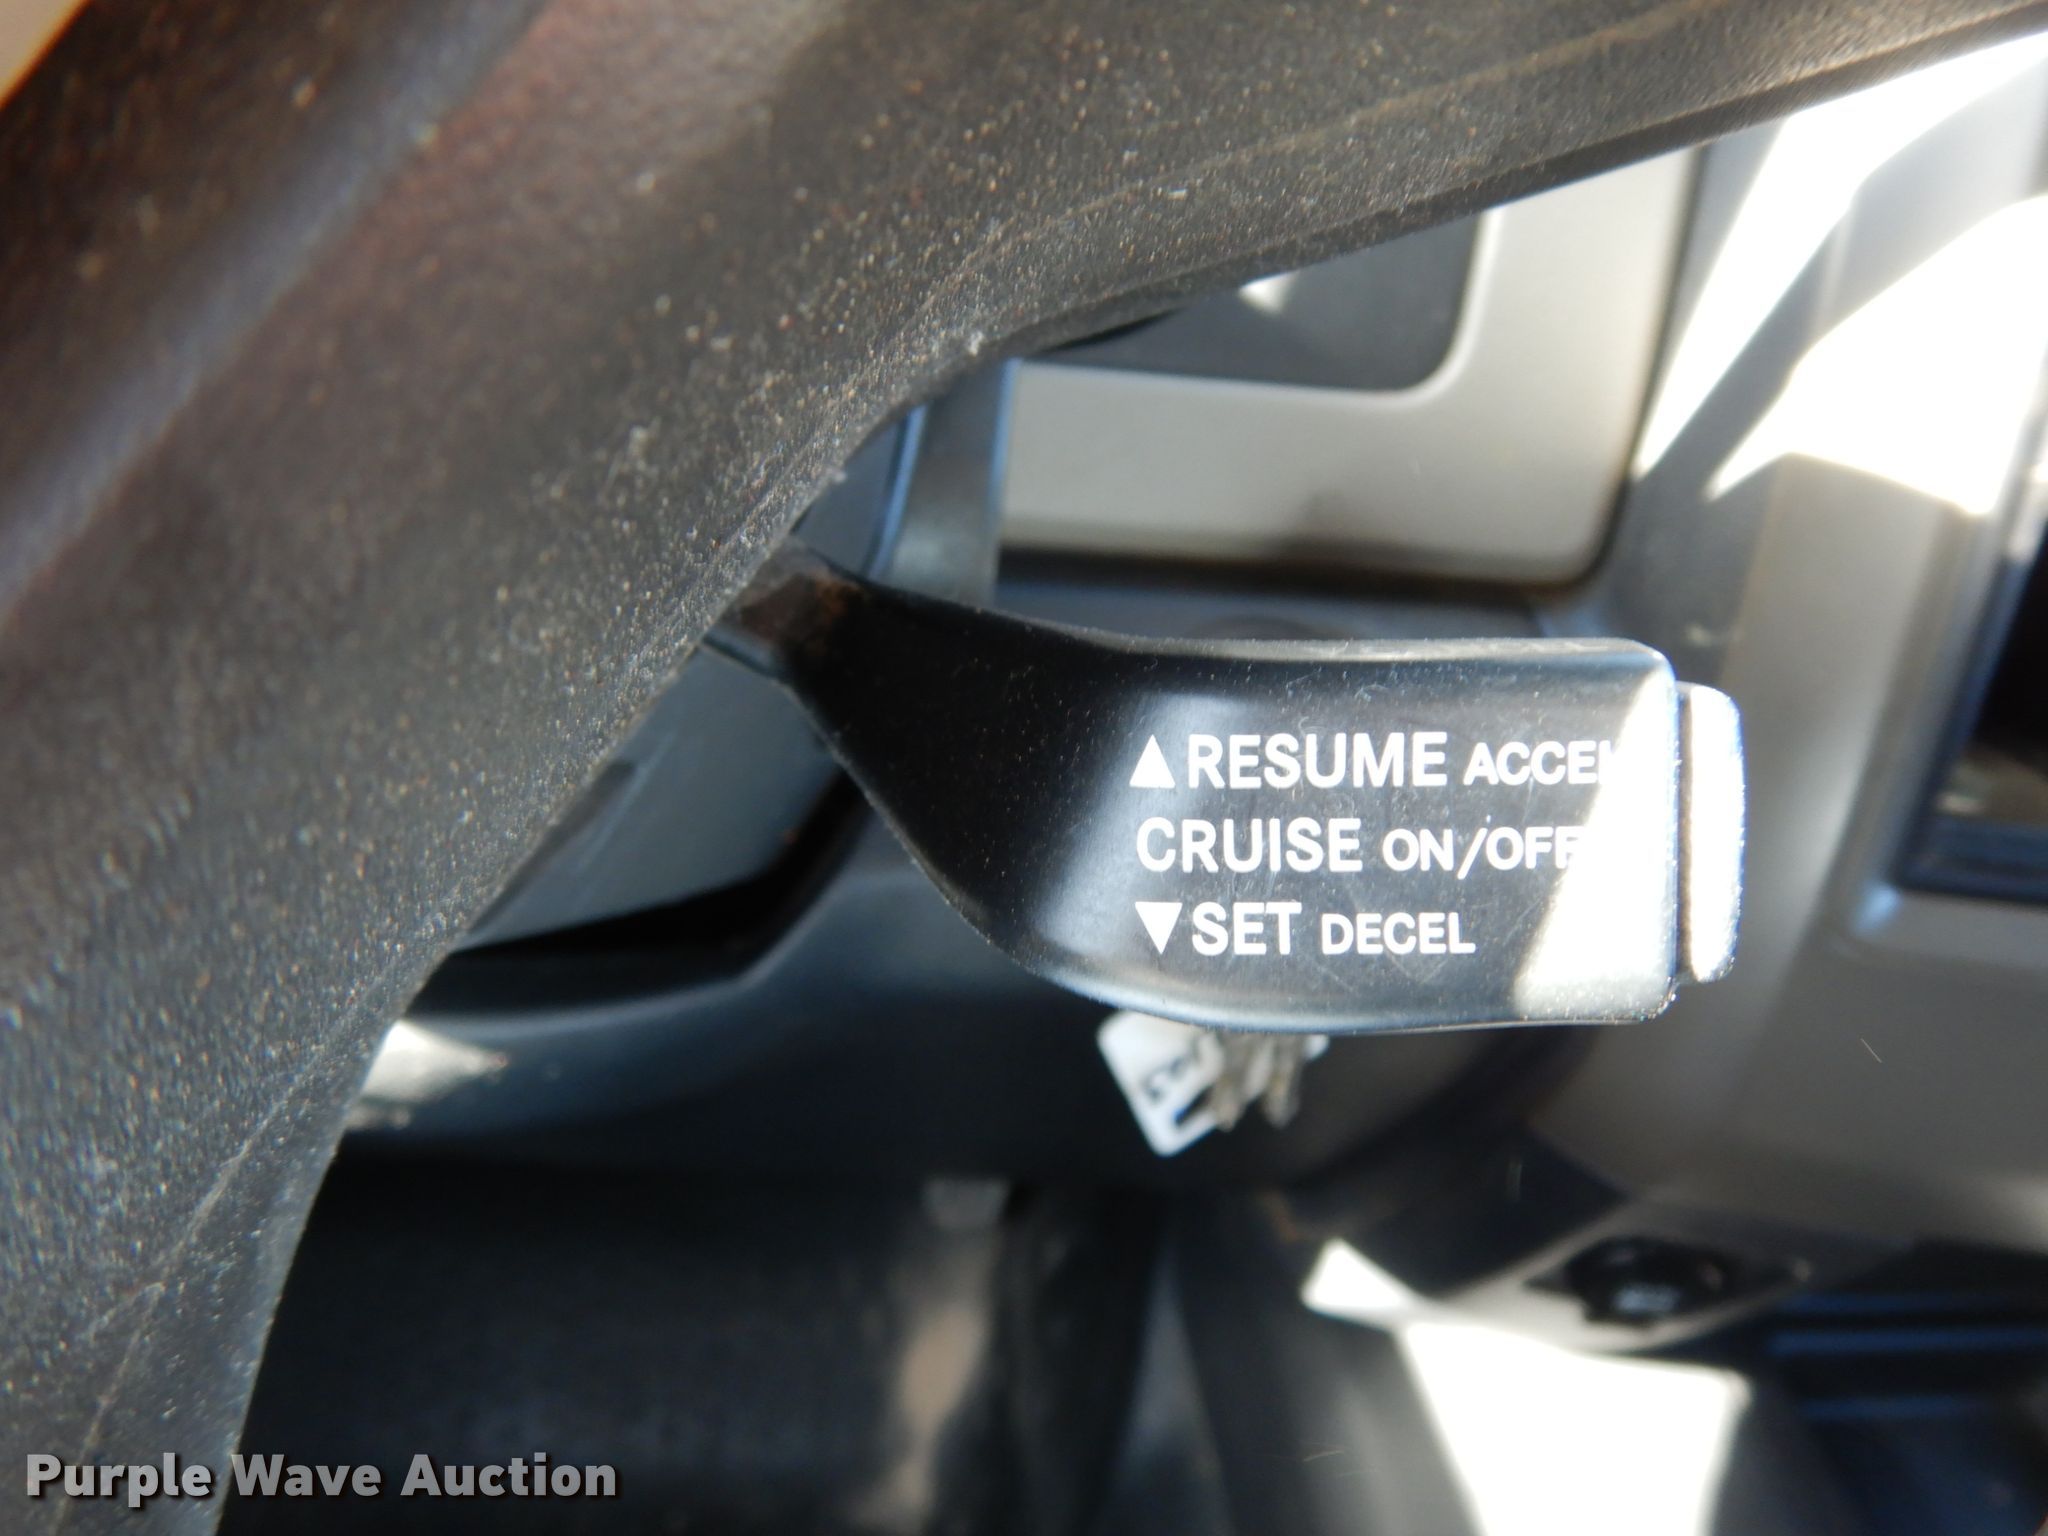 ▲RESUME ACCEL
CRUISE ON/OFF
▼SET DECEL
Purple Wave Auction